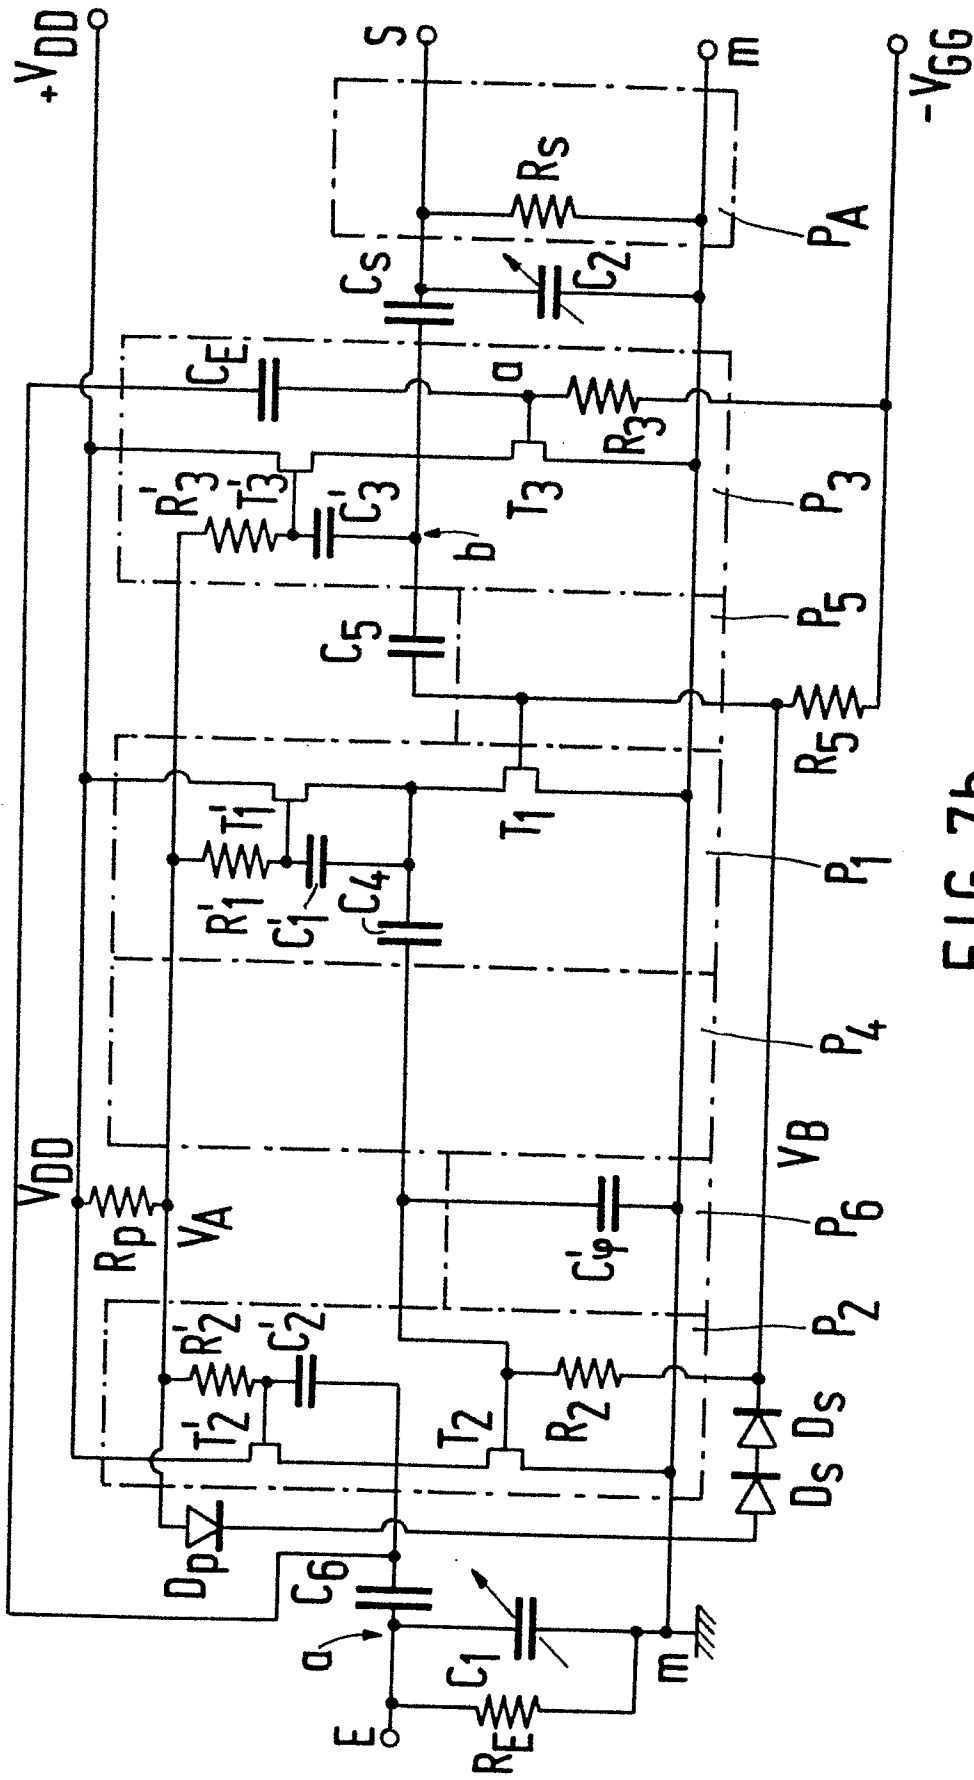 +VDD
S
m
-VGG
Rs
PA
Cs
C2
CE
a
R3
R'3
T'3
C'3
T3
P3
b
C5
P5
R5
T'1
R'1
C'1
C4
T1
P1
P4
VDD
Rp
VA
VB
C'φ
P6
R'2
C'2
T'2
T2
R2
P2
Ds
Ds
Dp
C6
a
C1
m
E
RE
FIG. 7b